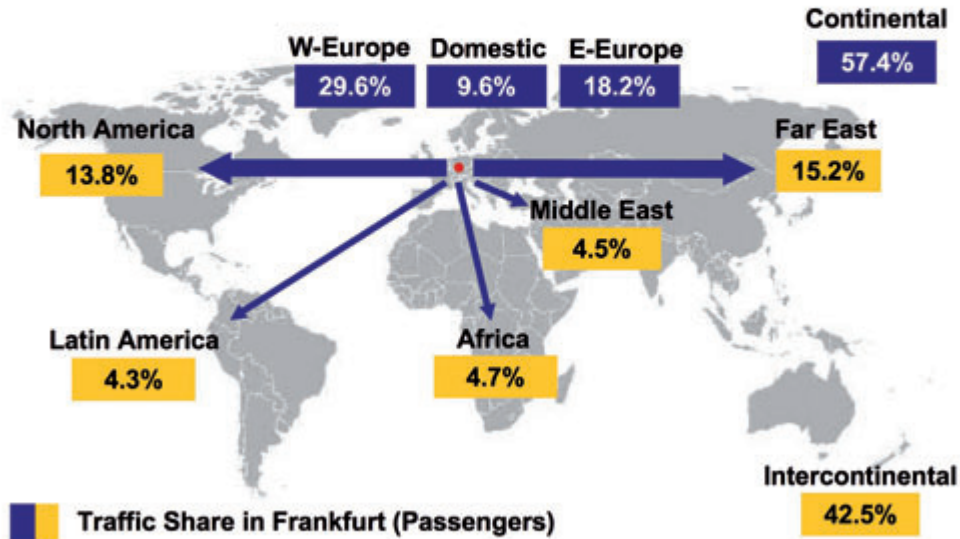 Continental
57.4%
W-Europe Domestic E-Europe
29.6% 9.6% 18.2%
North America
13.8%
Far East
15.2%
Middle East
4.5%
Latin America
4.3%
Africa
4.7%
Intercontinental
42.5%
Traffic Share in Frankfurt (Passengers)